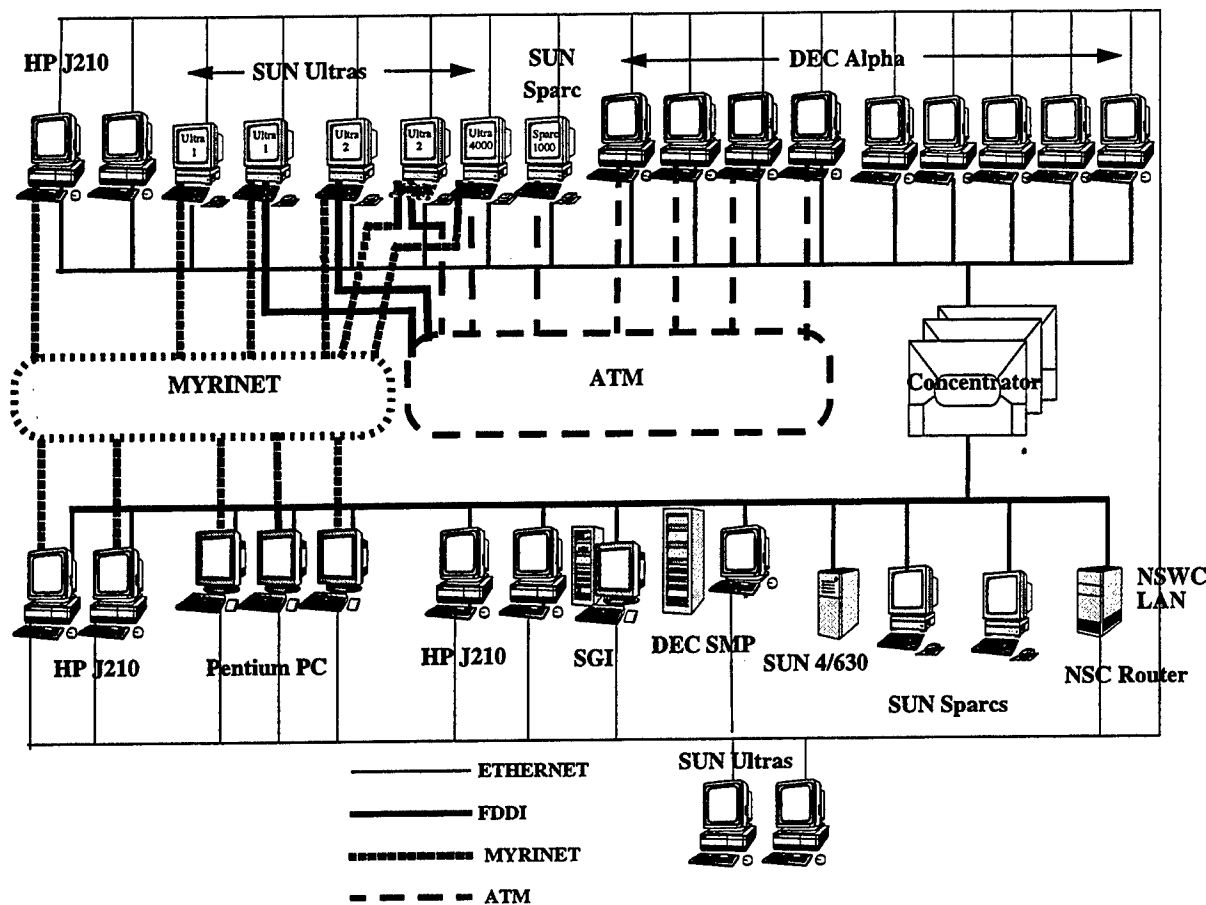 HP J210
SUN Ultras
SUN
Sparc
DEC Alpha
Ultra
1
Ultra
1
Ultra
2
Ultra
2
Ultra
4000
Sparc
1000
MYRINET
ATM
Concentrator
HP J210
Pentium PC
HP J210
SGI
DEC SMP
SUN 4/630
SUN Sparcs
NSWC
LAN
NSC Router
SUN Ultras
ETHERNET
FDDI
MYRINET
ATM